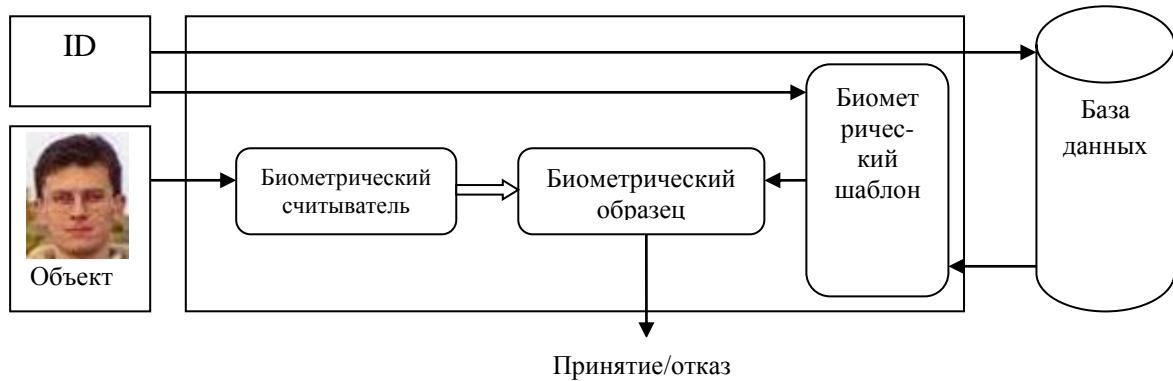 ID
Объект
Биометрический
считыватель
Биометрический
образец
Биомет
ричес-
кий
шаблон
База
данных
Принятие/отказ